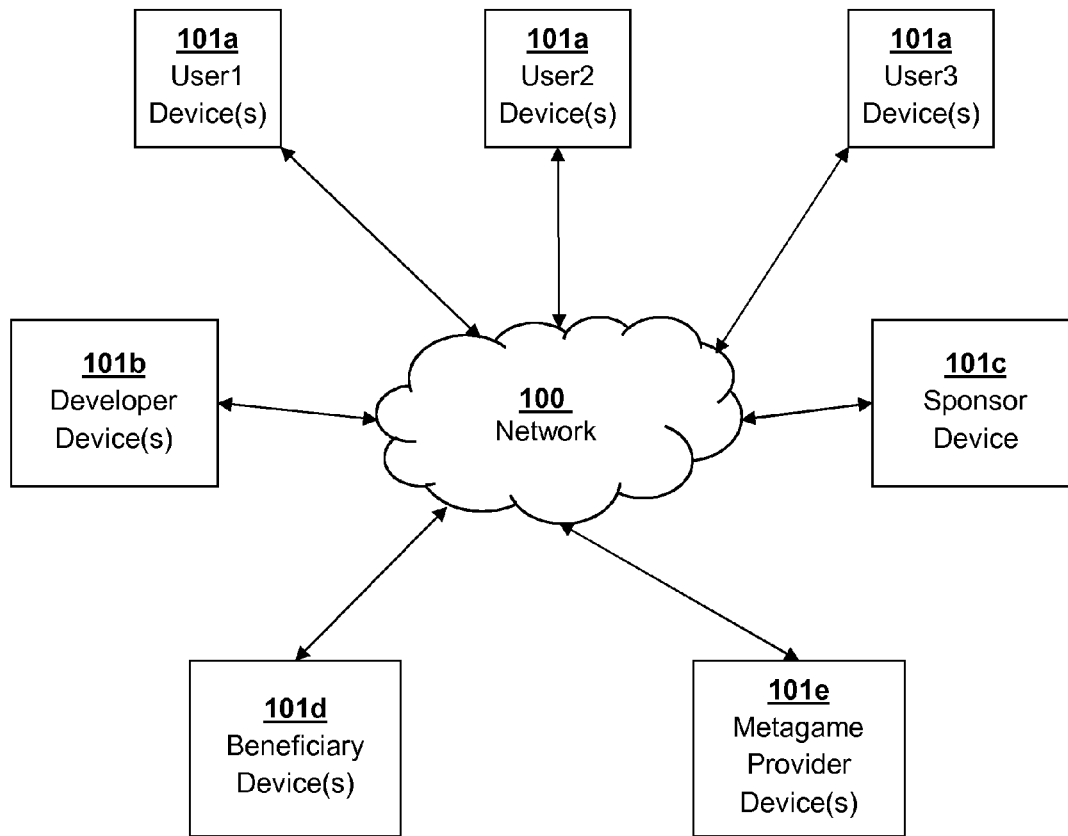 101a
User1
Device(s)
101a
User2
Device(s)
101a
User3
Device(s)
101b
Developer
Device(s)
100
Network
101c
Sponsor
Device
101d
Beneficiary
Device(s)
101e
Metagame
Provider
Device(s)